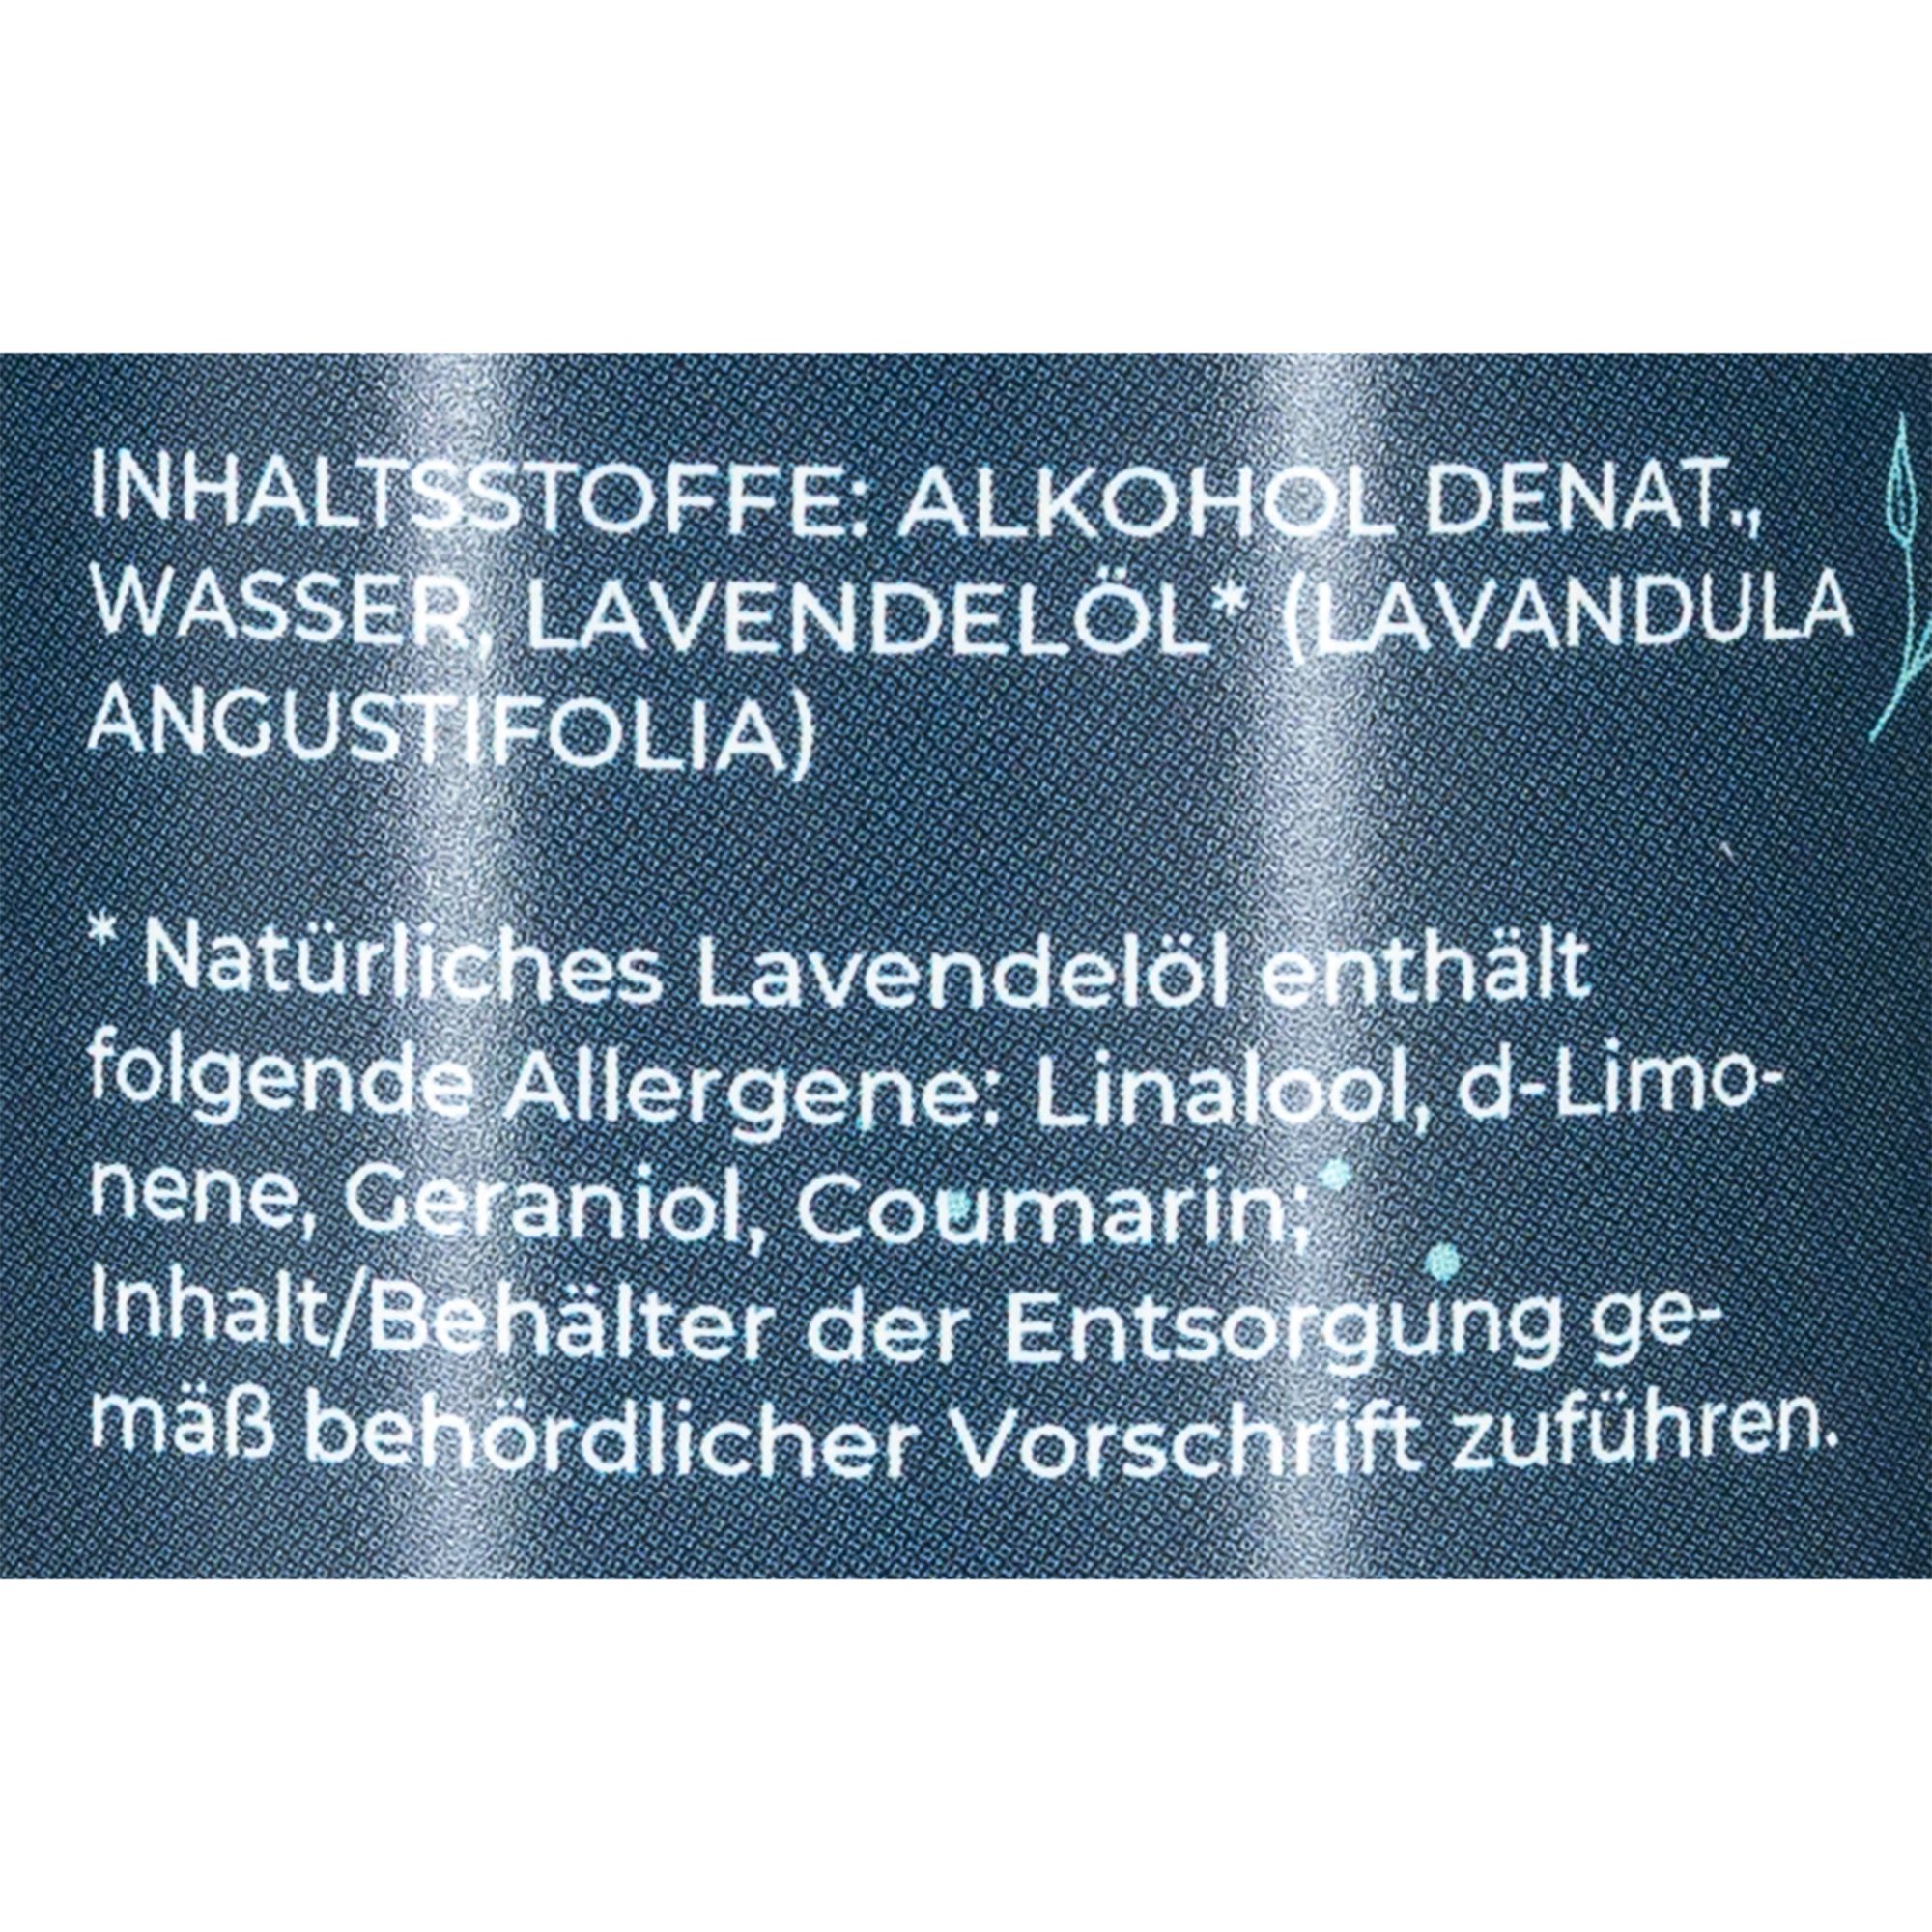 INHALTSSTOFFE: ALKOHOL DENAT.,
WASSER, LAVENDELÖL* (LAVANDULA
ANGUSTIFOLIA)
* Natürliches Lavendelöl enthält
folgende Allergene: Linalool, d-Limo-
nene, Geraniol, Coumarin;
Inhalt/Behälter der Entsorgung ge-
mäß behördlicher Vorschrift zuführen.